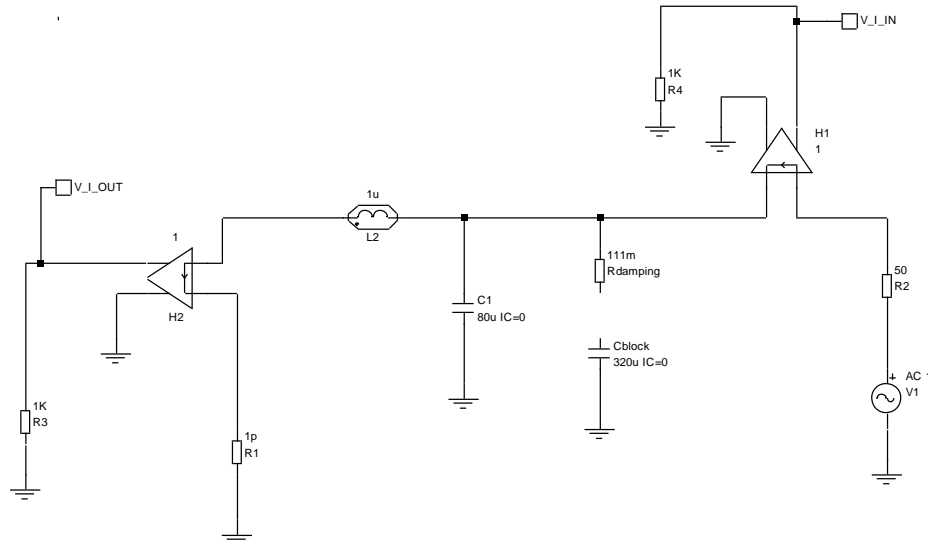 V_I_IN
1K
R4
H1
1
V_I_OUT
1u
L2
1
H2
111m
Rdamping
50
R2
C1
80u IC=0
Cblock
320u IC=0
AC
V1
1K
R3
1p
R1